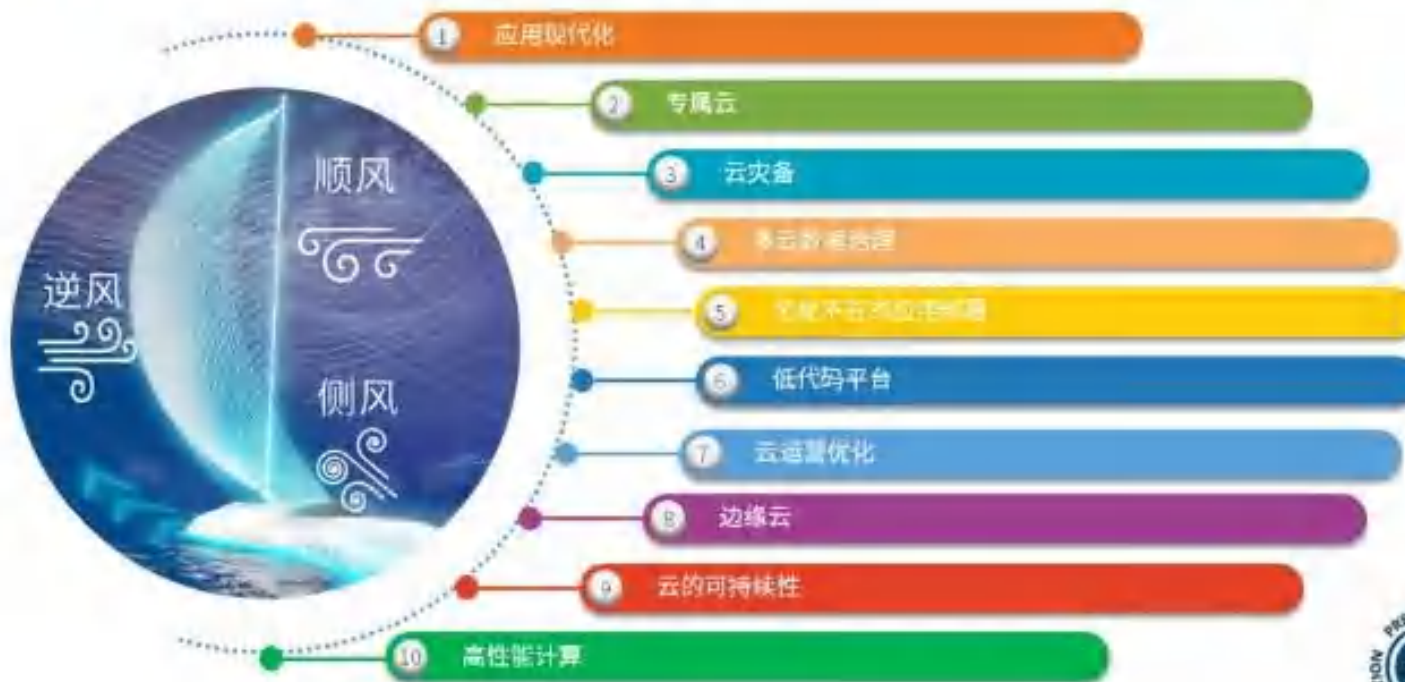 顺风
逆风
侧风
1 应用现代化
2 专属云
3 云灾备
4 多云数据治理
5
6 低代码平台
7 云运营优化
8 边缘云
9 云的可持续性
10 高性能计算